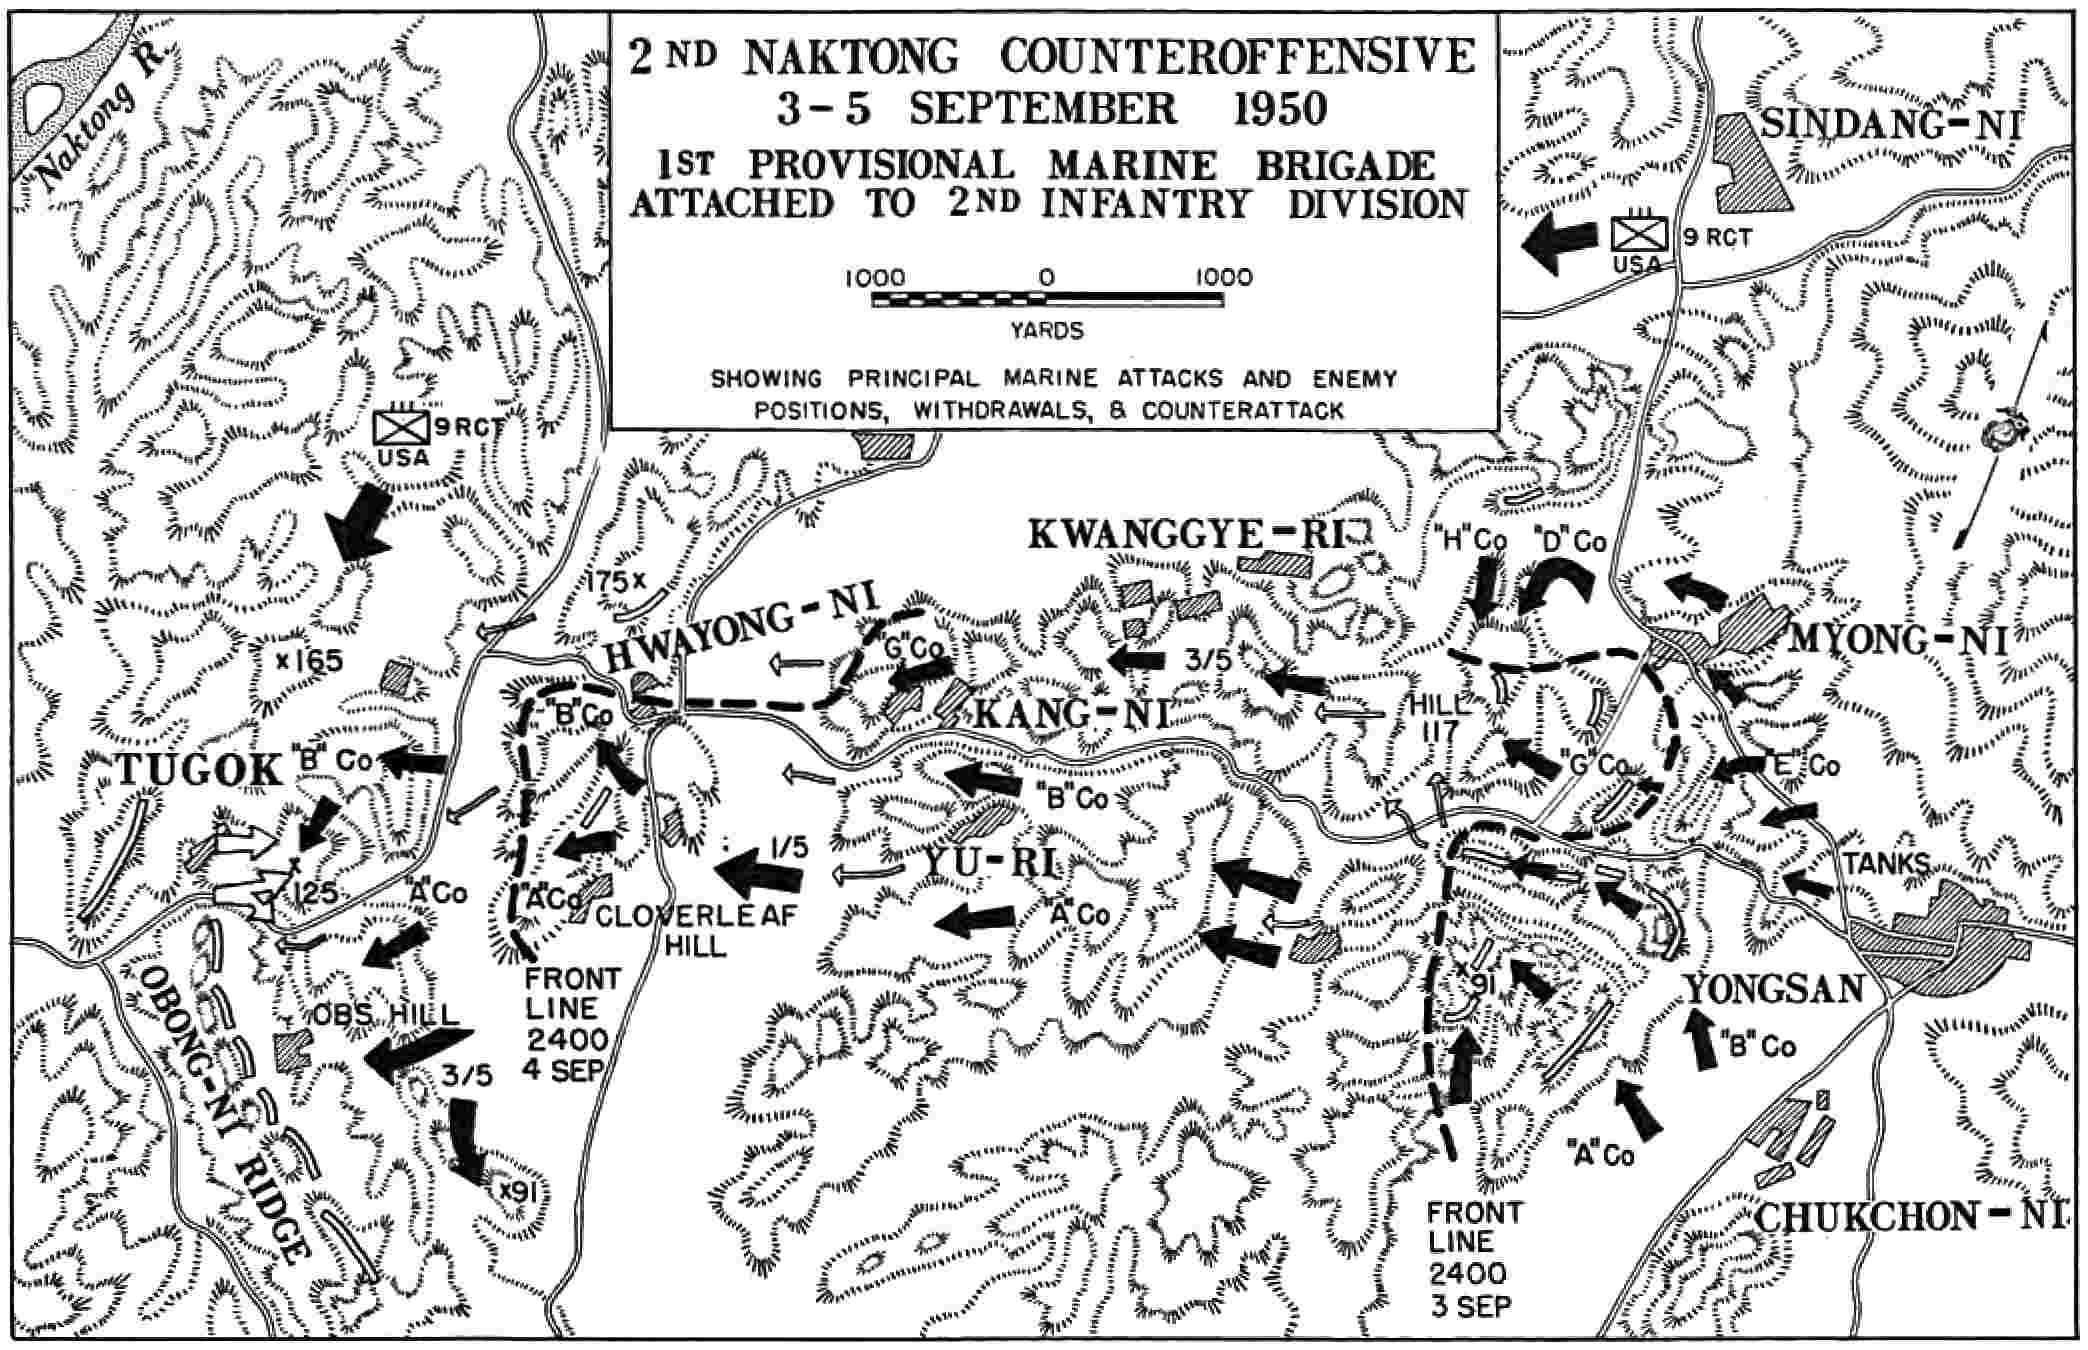 2ND NAKTONG COUNTEROFFENSIVE
3-5 SEPTEMBER 1950
1ST PROVISIONAL MARINE BRIGADE
ATTACHED TO 2ND INFANTRY DIVISION
1000 0 1000
YARDS
SHOWING PRINCIPAL MARINE ATTACKS AND ENEMY
POSITIONS, WITHDRAWALS, & COUNTERATTACK
Naktong R.
SINDANG-NI
9 RCT
USA
9 RCT
USA
KWANGGYE-RI
"H" Co
"D" Co
175x
HWAYONG-NI
"G" Co
3/5
MYONG-NI
x165
"B" Co
KANG-NI
HILL
117
TUGOK
"B" Co
"G" Co
"E" Co
"B" Co
1/5
YU-RI
TANKS
x
125
"A" Co
"A" Co
CLOVERLEAF
HILL
"A" Co
OBONG-NI RIDGE
OBS HILL
FRONT
LINE
2400
4 SEP
x91
YONGSAN
"B" Co
3/5
"A" Co
x91
FRONT
LINE
2400
3 SEP
CHUKCHON-NI